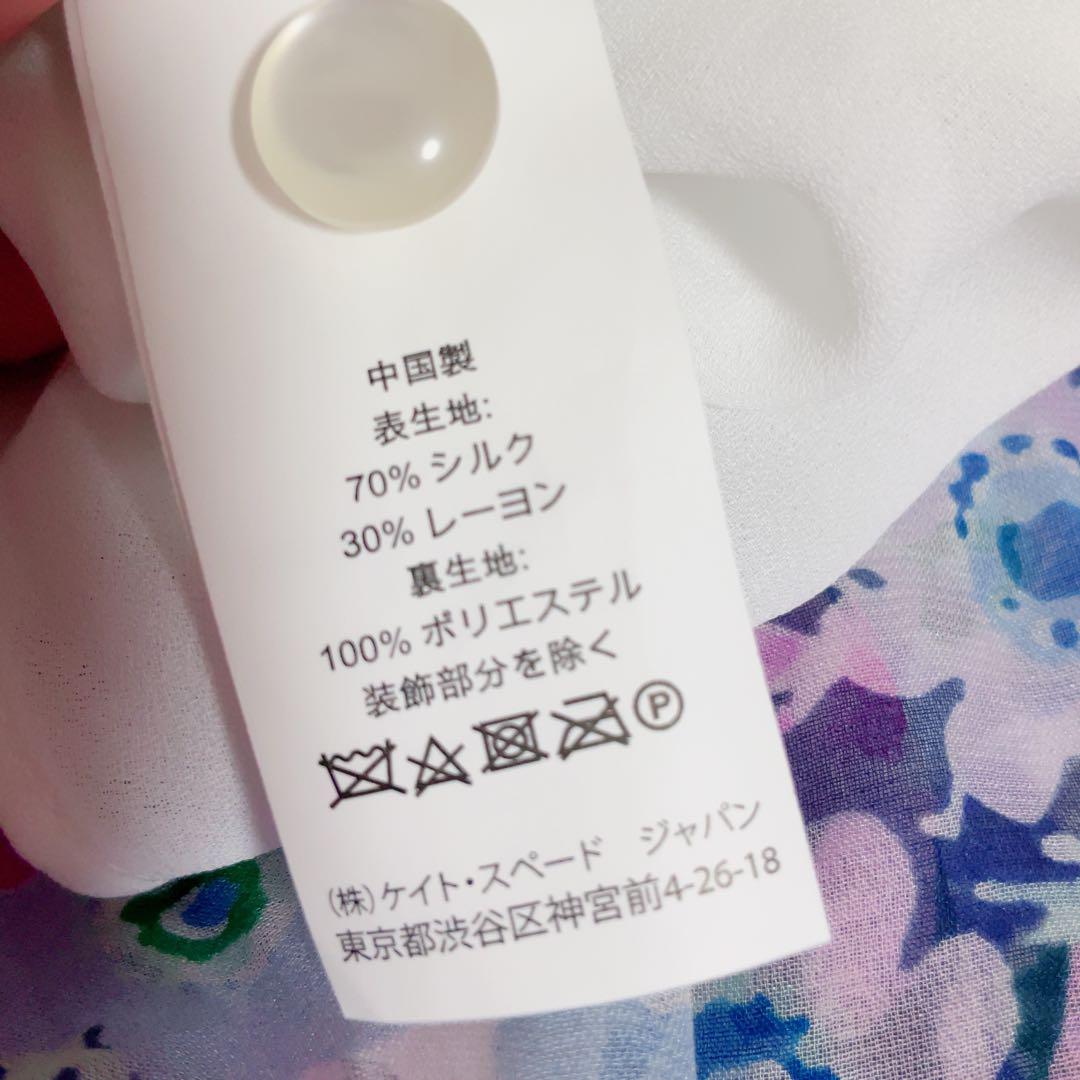 中国製
表生地:
70% シルク
30% レーヨン
裏生地:
100% ポリエステル
装飾部分を除く
P
(株)ケイト・スペード　ジャパン
東京都渋谷区神宮前4-26-18